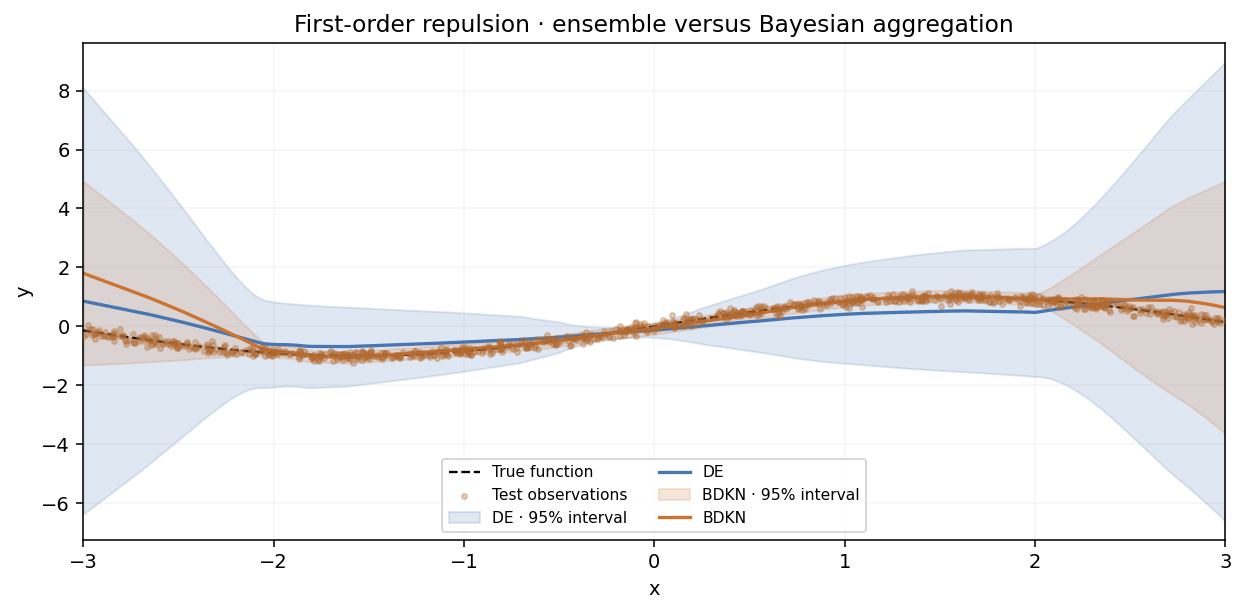 First-order repulsion · ensemble versus Bayesian aggregation
y
8
6
4
2
0
−2
−4
−6
True function
Test observations
DE · 95% interval
DE
BDKN · 95% interval
BDKN
−3
−2
−1
0
1
2
3
x